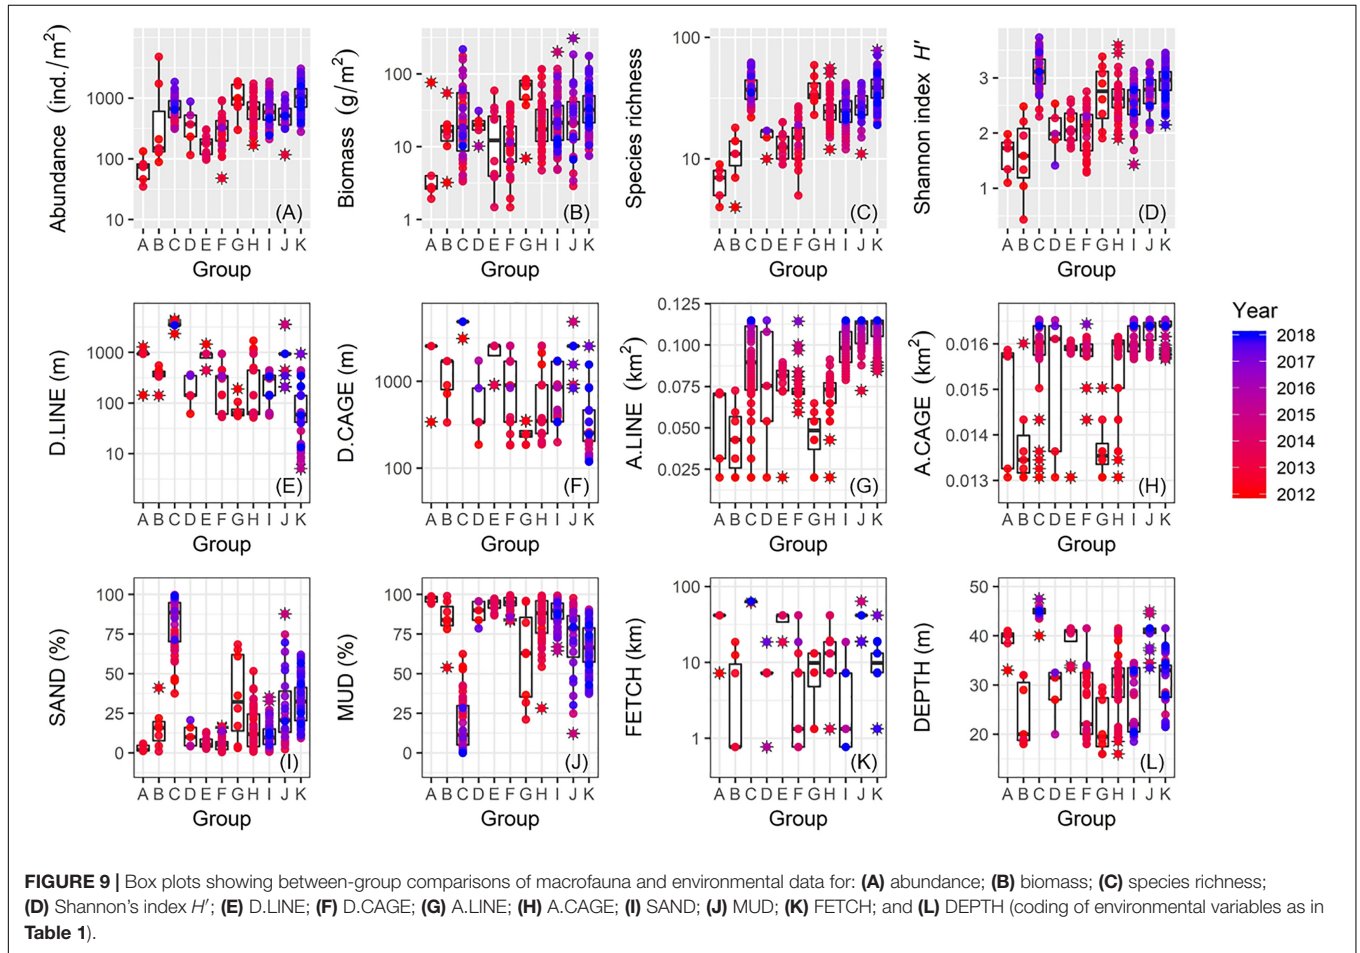 Abundance (ind./m²)
1000
100
10
A B C D E F G H I J K
Group
(A)
Biomass (g/m²)
100
10
1
A B C D E F G H I J K
Group
(B)
Species richness
100
10
A B C D E F G H I J K
Group
(C)
Shannon index H'
3
2
1
A B C D E F G H I J K
Group
(D)
D.LINE (m)
1000
100
10
A B C D E F G H I J K
Group
(E)
D.CAGE (m)
1000
100
A B C D E F G H I J K
Group
(F)
A.LINE (km²)
0.125
0.100
0.075
0.050
0.025
A B C D E F G H I J K
Group
(G)
A.CAGE (km²)
0.016
0.015
0.014
0.013
A B C D E F G H I J K
Group
(H)
Year
2018
2017
2016
2015
2014
2013
2012
SAND (%)
100
75
50
25
0
A B C D E F G H I J K
Group
(I)
MUD (%)
100
75
50
25
0
A B C D E F G H I J K
Group
(J)
FETCH (km)
100
10
1
A B C D E F G H I J K
Group
(K)
DEPTH (m)
50
40
30
20
A B C D E F G H I J K
Group
(L)
FIGURE 9 | Box plots showing between-group comparisons of macrofauna and environmental data for: (A) abundance; (B) biomass; (C) species richness;
(D) Shannon's index H'; (E) D.LINE; (F) D.CAGE; (G) A.LINE; (H) A.CAGE; (I) SAND; (J) MUD; (K) FETCH; and (L) DEPTH (coding of environmental variables as in
Table 1).